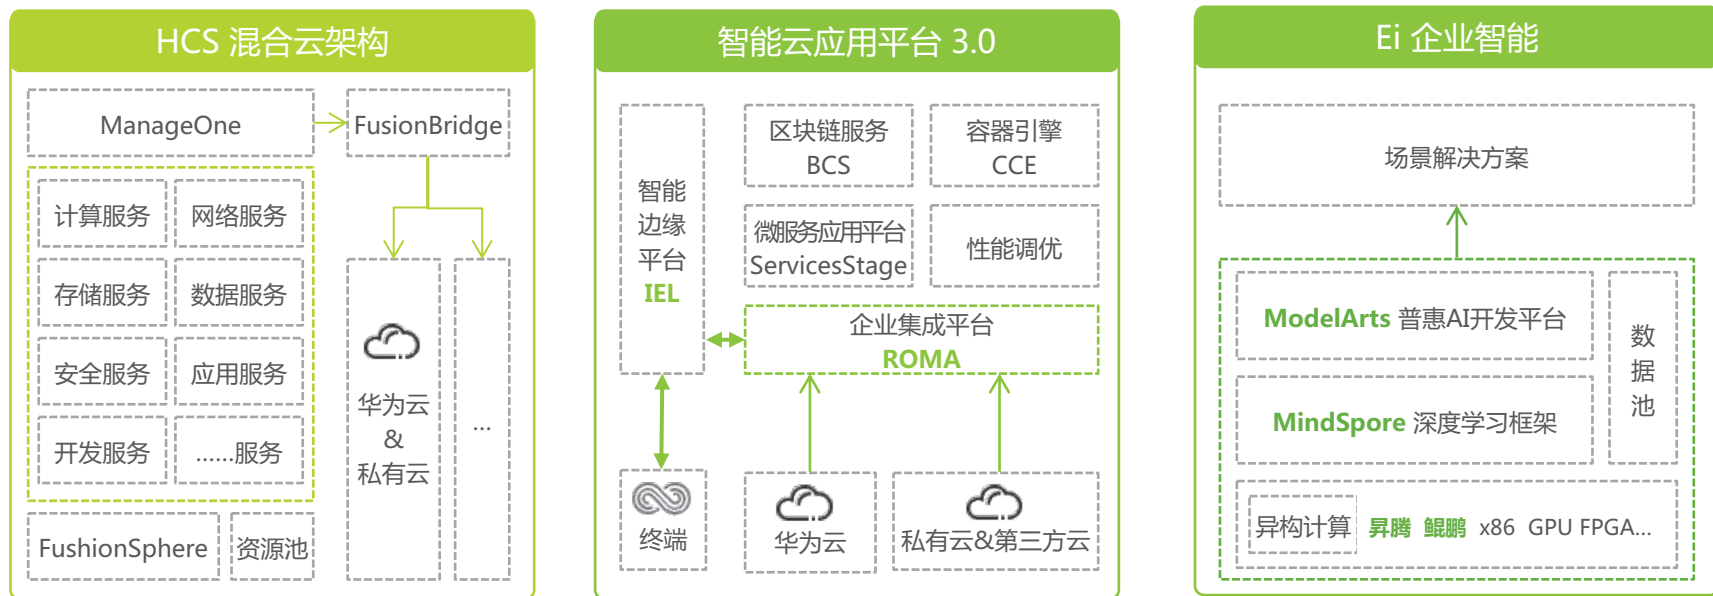 HCS 混合云架构
ManageOne
FusionBridge
计算服务
网络服务
存储服务
数据服务
安全服务
应用服务
开发服务
……服务
FushionSphere
资源池
华为云
&
私有云
…
智能云应用平台 3.0
智能
边缘
平台
IEL
区块链服务
BCS
容器引擎
CCE
微服务应用平台
ServicesStage
性能调优
企业集成平台
ROMA
终端
华为云
私有云&第三方云
Ei 企业智能
场景解决方案
ModelArts 普惠AI开发平台
MindSpore 深度学习框架
数
据
池
异构计算
昇腾 鲲鹏 x86 GPU FPGA...